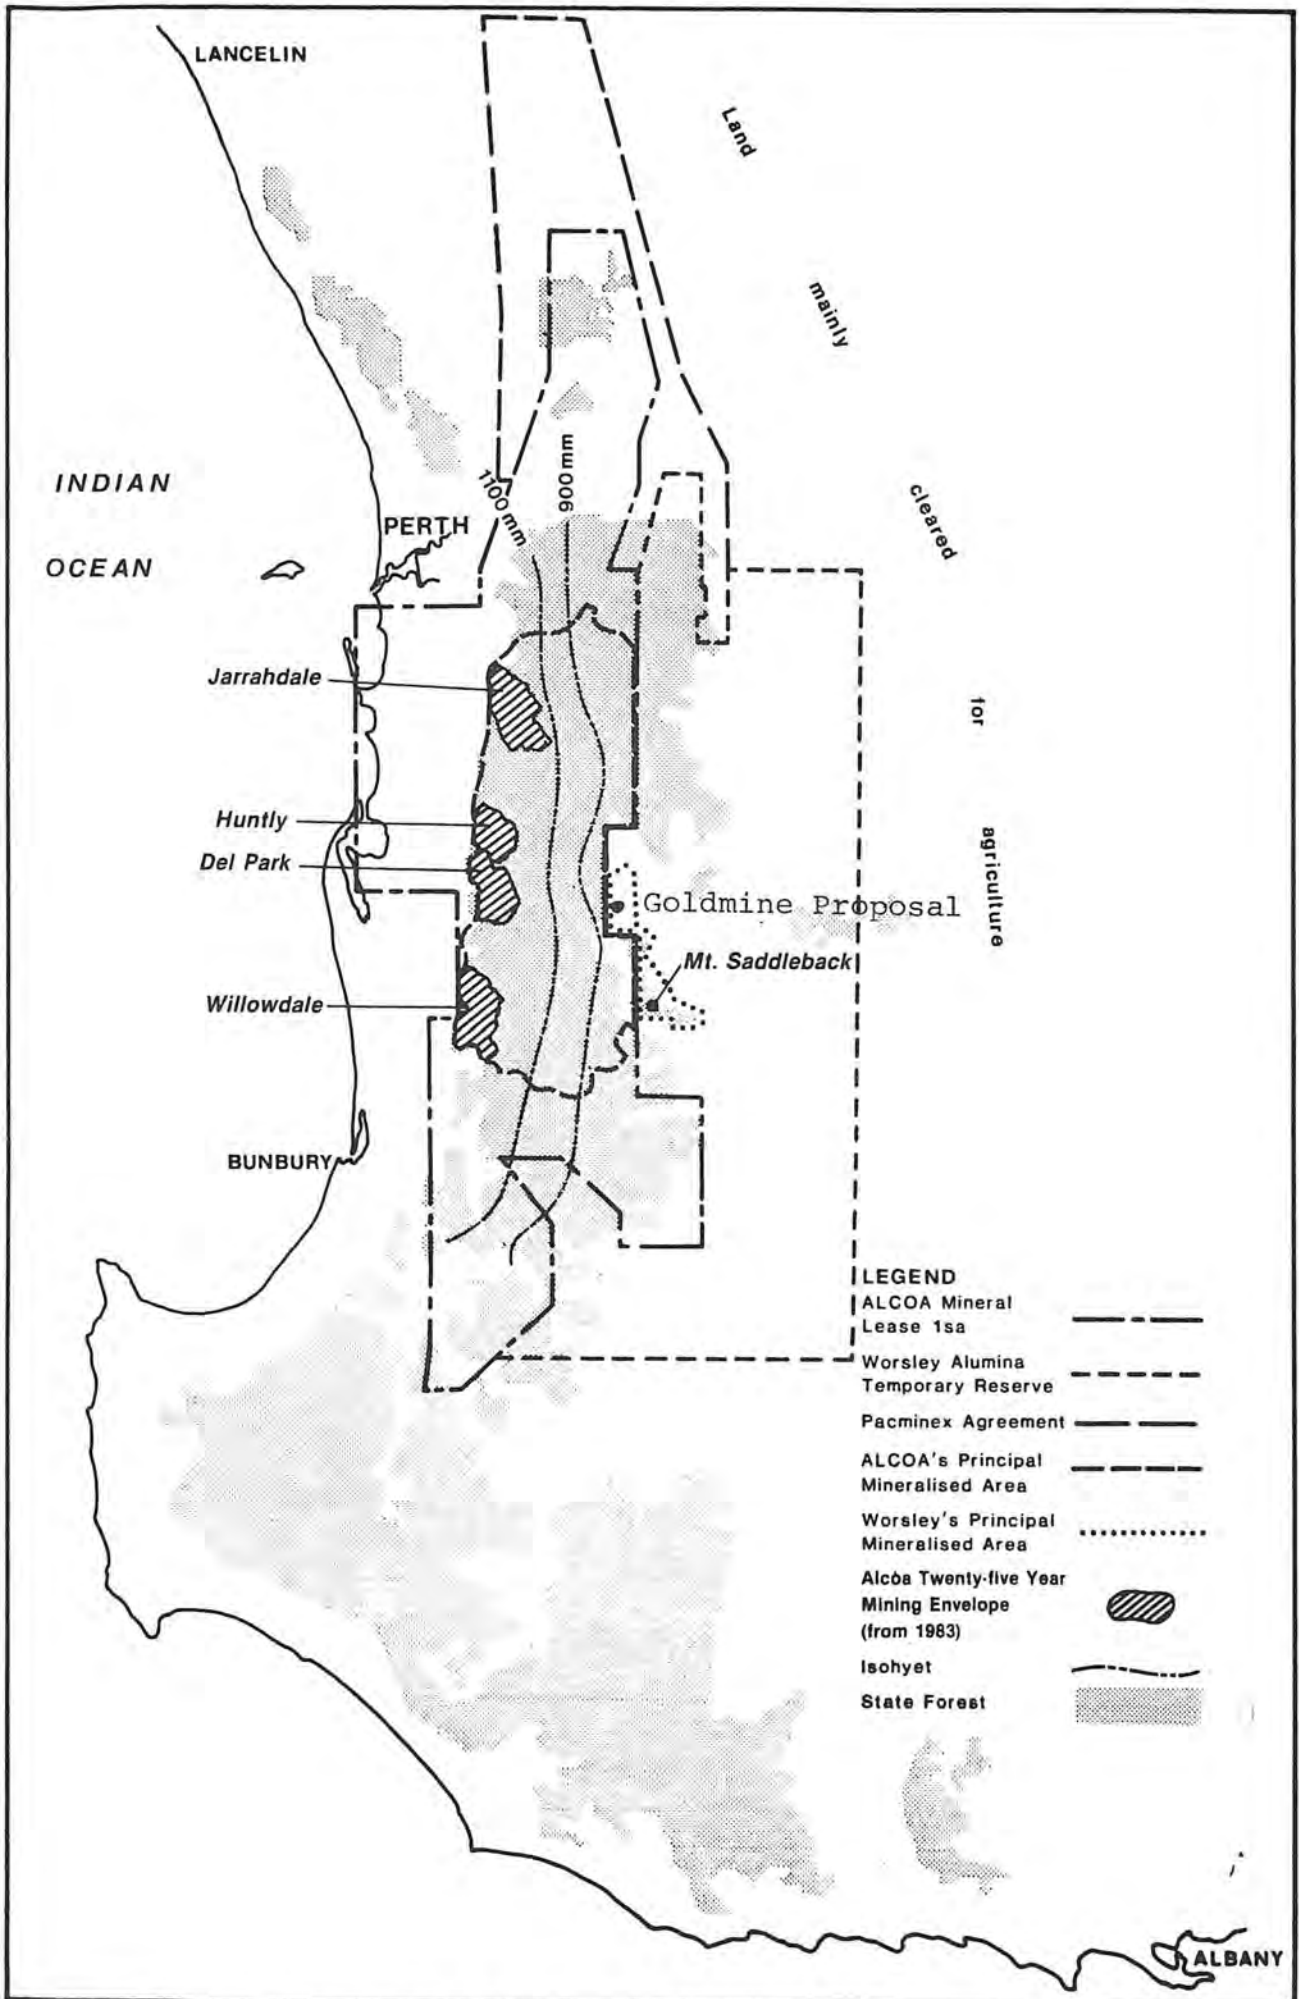 LANCELIN
Land
mainly
cleared
for
agriculture
INDIAN
OCEAN
1100 mm
900 mm
PERTH
Jarrahdale
Huntly
Del Park
Goldmine Proposal
Mt. Saddleback
Willowdale
BUNBURY
LEGEND
ALCOA Mineral
Lease 1sa
Worsley Alumina
Temporary Reserve
Pacminex Agreement
ALCOA's Principal
Mineralised Area
Worsley's Principal
Mineralised Area
Alcoa Twenty-five Year
Mining Envelope
(from 1983)
Isohyet
State Forest
ALBANY